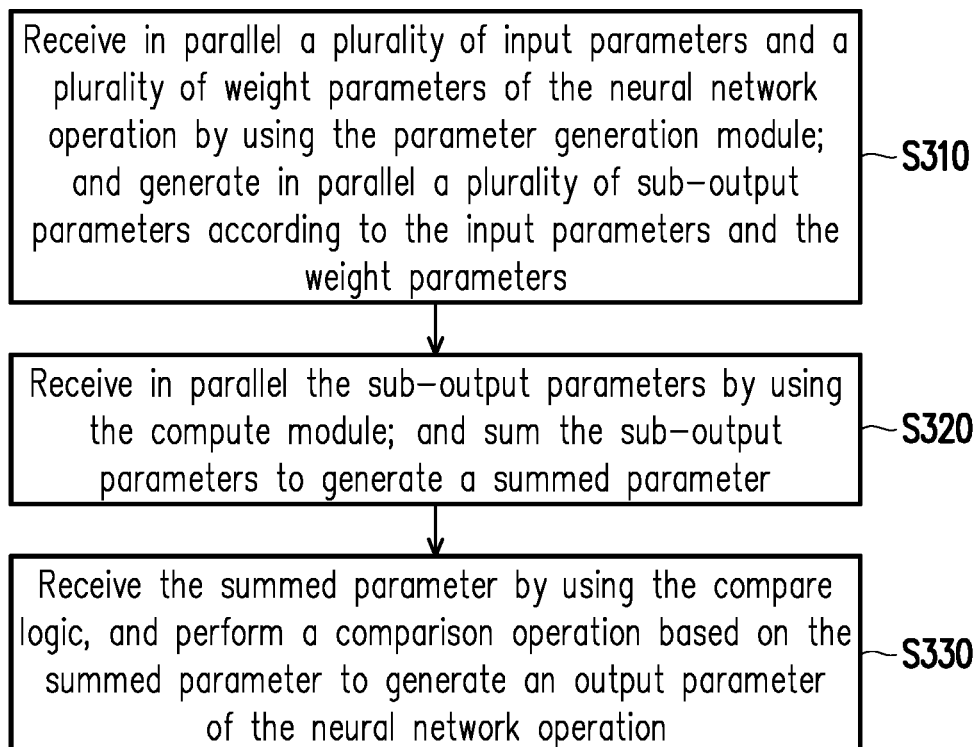 Receive in parallel a plurality of input parameters and a
plurality of weight parameters of the neural network
operation by using the parameter generation module;
and generate in parallel a plurality of sub-output
parameters according to the input parameters and the
weight parameters
S310
Receive in parallel the sub-output parameters by using
the compute module; and sum the sub-output
parameters to generate a summed parameter
S320
Receive the summed parameter by using the compare
logic, and perform a comparison operation based on the
summed parameter to generate an output parameter
of the neural network operation
S330